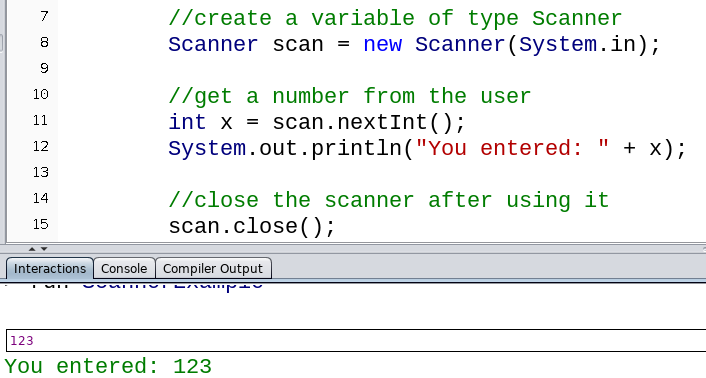 7 //create a variable of type Scanner
8 Scanner scan = new Scanner(System.in);
9
10 //get a number from the user
11 int x = scan.nextInt();
12 System.out.println("You entered: " + x);
13
14 //close the scanner after using it
15 scan.close();
Interactions Console Compiler Output
> run ScannerExample
123
You entered: 123